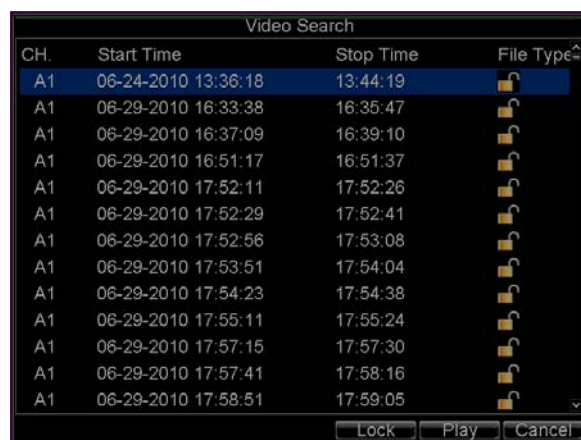 Video Search
CH. Start Time Stop Time File Type
A1 06-24-2010 13:36:18 13:44:19
A1 06-29-2010 16:33:38 16:35:47
A1 06-29-2010 16:37:09 16:39:10
A1 06-29-2010 16:51:17 16:51:37
A1 06-29-2010 17:52:11 17:52:26
A1 06-29-2010 17:52:29 17:52:41
A1 06-29-2010 17:52:56 17:53:08
A1 06-29-2010 17:53:51 17:54:04
A1 06-29-2010 17:54:23 17:54:38
A1 06-29-2010 17:55:11 17:55:24
A1 06-29-2010 17:57:15 17:57:30
A1 06-29-2010 17:57:41 17:58:16
A1 06-29-2010 17:58:51 17:59:05
Lock Play Cancel